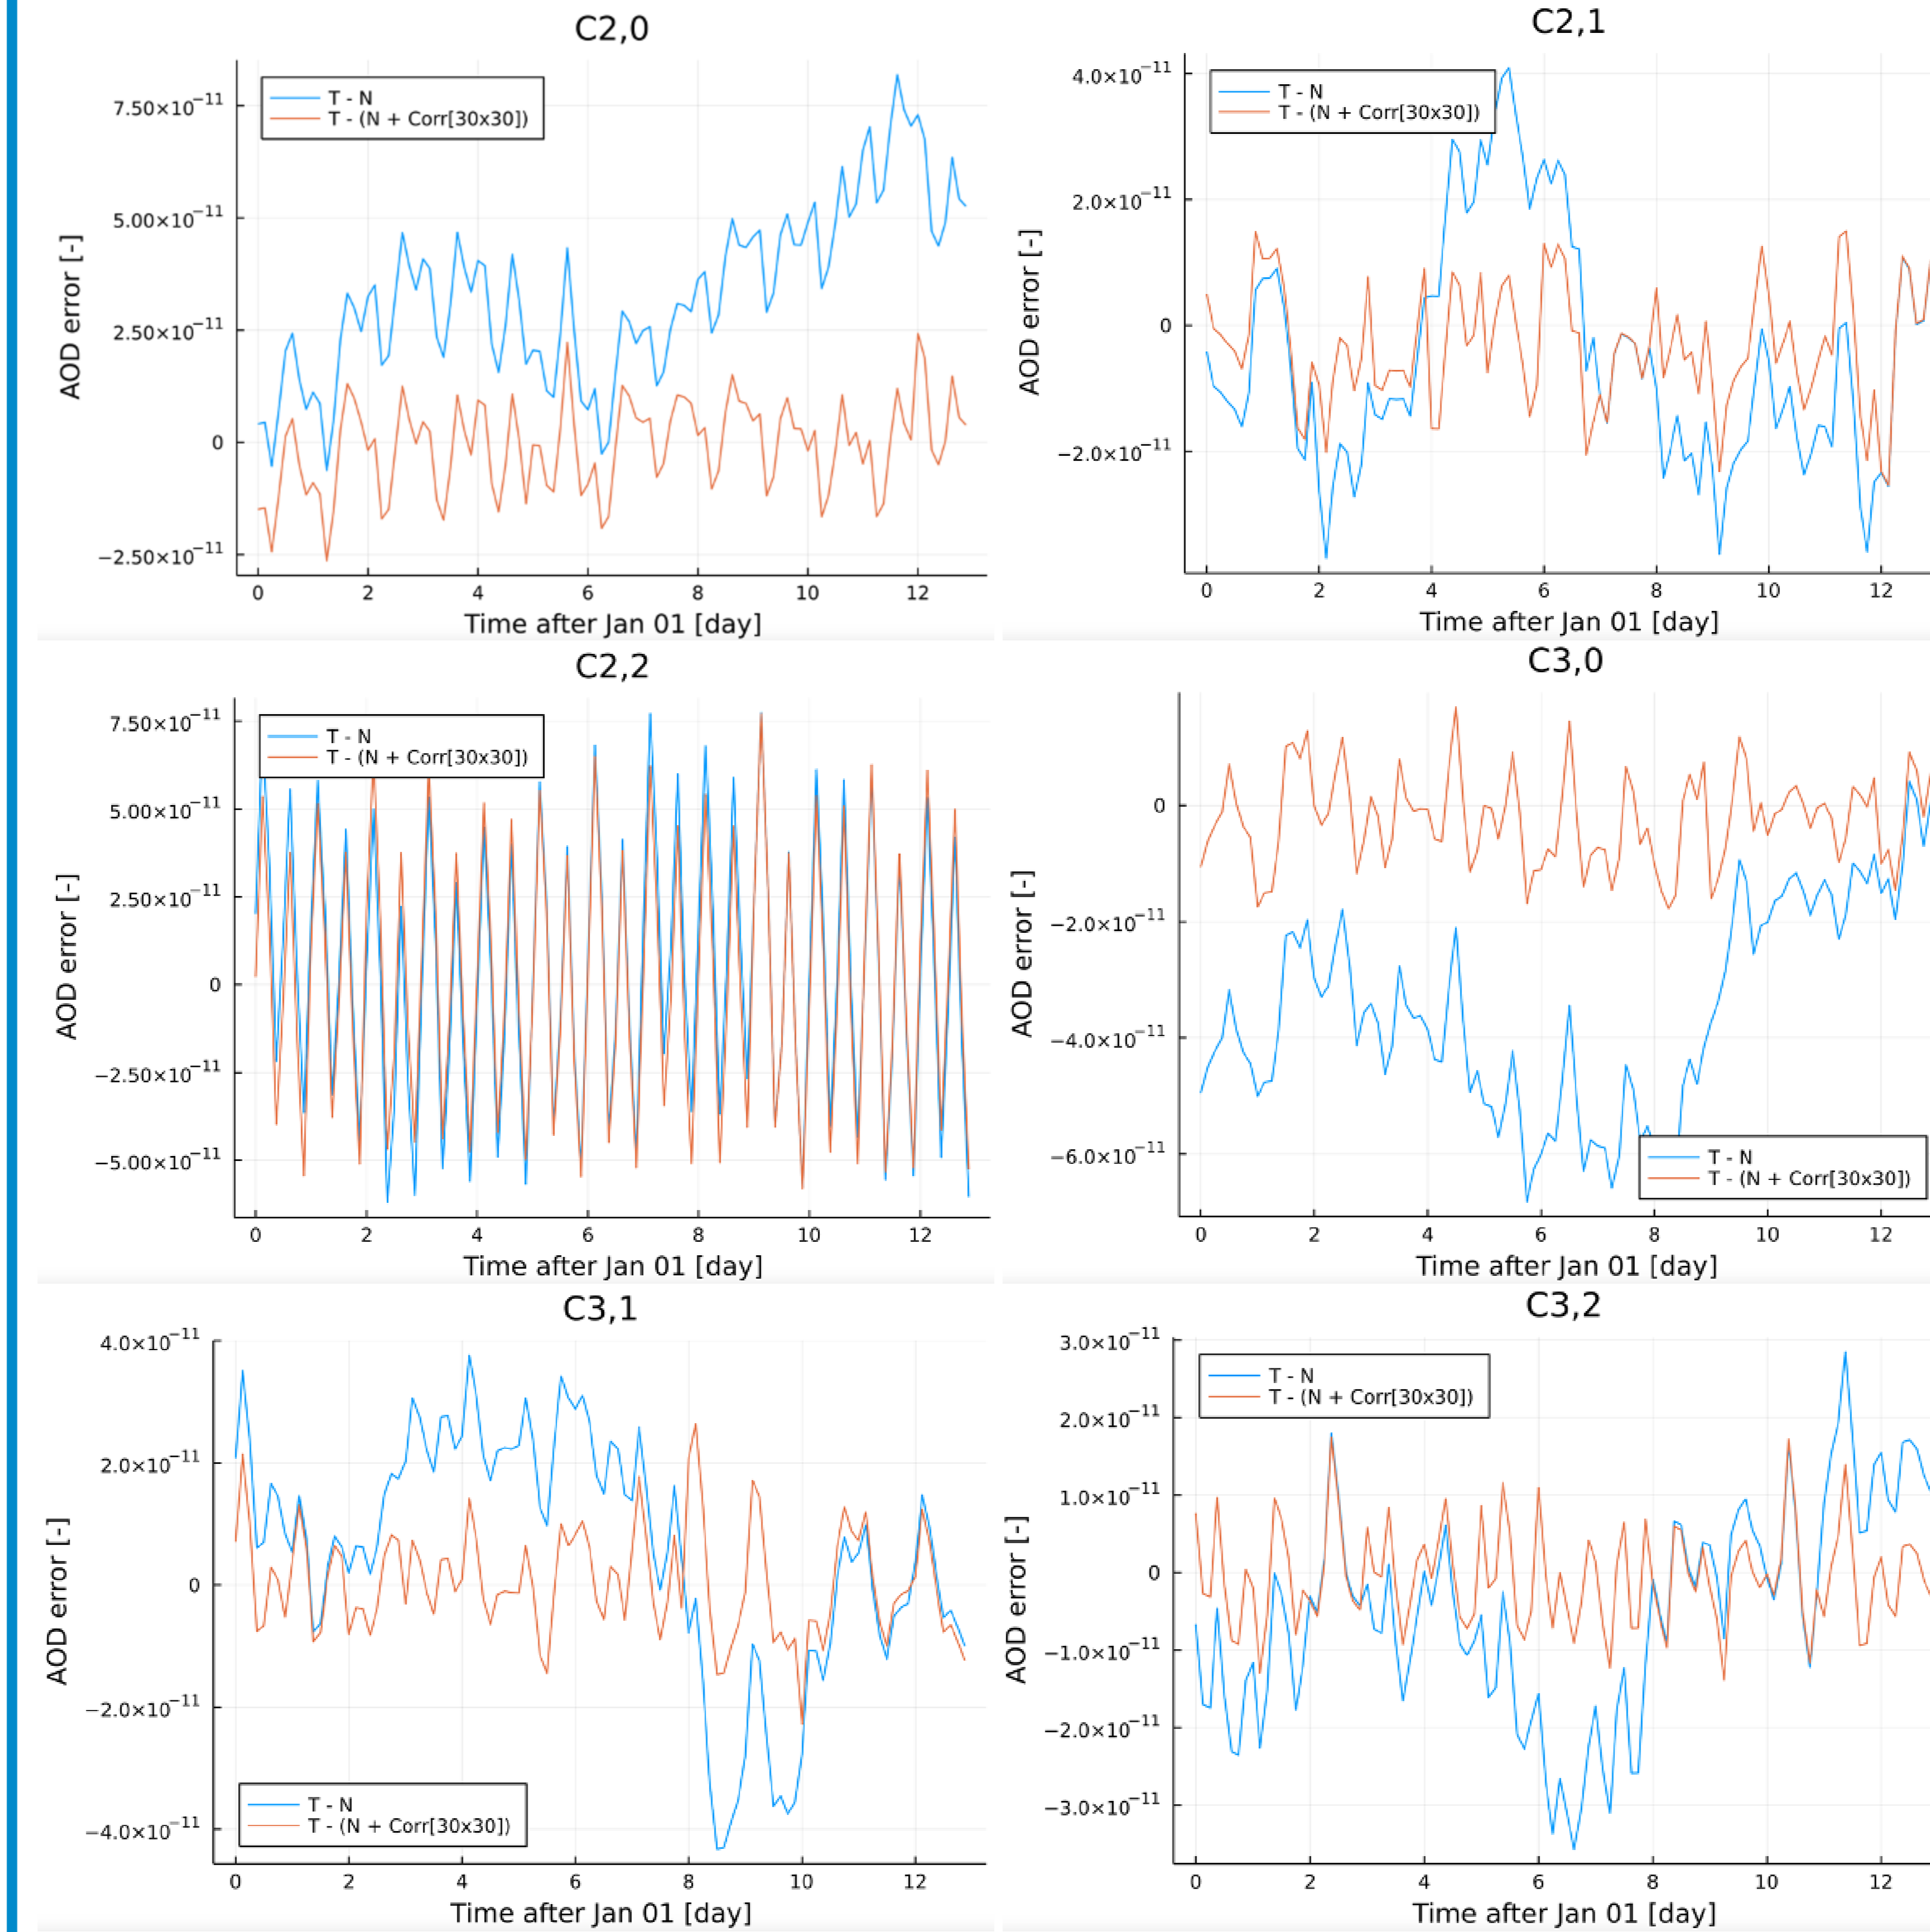 C2,0
7.50×10⁻¹¹
5.00×10⁻¹¹
2.50×10⁻¹¹
0
−2.50×10⁻¹¹
AOD error [-]
T - N
T - (N + Corr[30x30])
0 2 4 6 8 10 12
Time after Jan 01 [day]
C2,1
4.0×10⁻¹¹
2.0×10⁻¹¹
0
−2.0×10⁻¹¹
AOD error [-]
T - N
T - (N + Corr[30x30])
0 2 4 6 8 10 12
Time after Jan 01 [day]
C2,2
7.50×10⁻¹¹
5.00×10⁻¹¹
2.50×10⁻¹¹
0
−2.50×10⁻¹¹
−5.00×10⁻¹¹
AOD error [-]
T - N
T - (N + Corr[30x30])
0 2 4 6 8 10 12
Time after Jan 01 [day]
C3,0
0
−2.0×10⁻¹¹
−4.0×10⁻¹¹
−6.0×10⁻¹¹
AOD error [-]
T - N
T - (N + Corr[30x30])
0 2 4 6 8 10 12
Time after Jan 01 [day]
C3,1
4.0×10⁻¹¹
2.0×10⁻¹¹
0
−2.0×10⁻¹¹
−4.0×10⁻¹¹
AOD error [-]
T - N
T - (N + Corr[30x30])
0 2 4 6 8 10 12
Time after Jan 01 [day]
C3,2
3.0×10⁻¹¹
2.0×10⁻¹¹
1.0×10⁻¹¹
0
−1.0×10⁻¹¹
−2.0×10⁻¹¹
−3.0×10⁻¹¹
AOD error [-]
T - N
T - (N + Corr[30x30])
0 2 4 6 8 10 12
Time after Jan 01 [day]